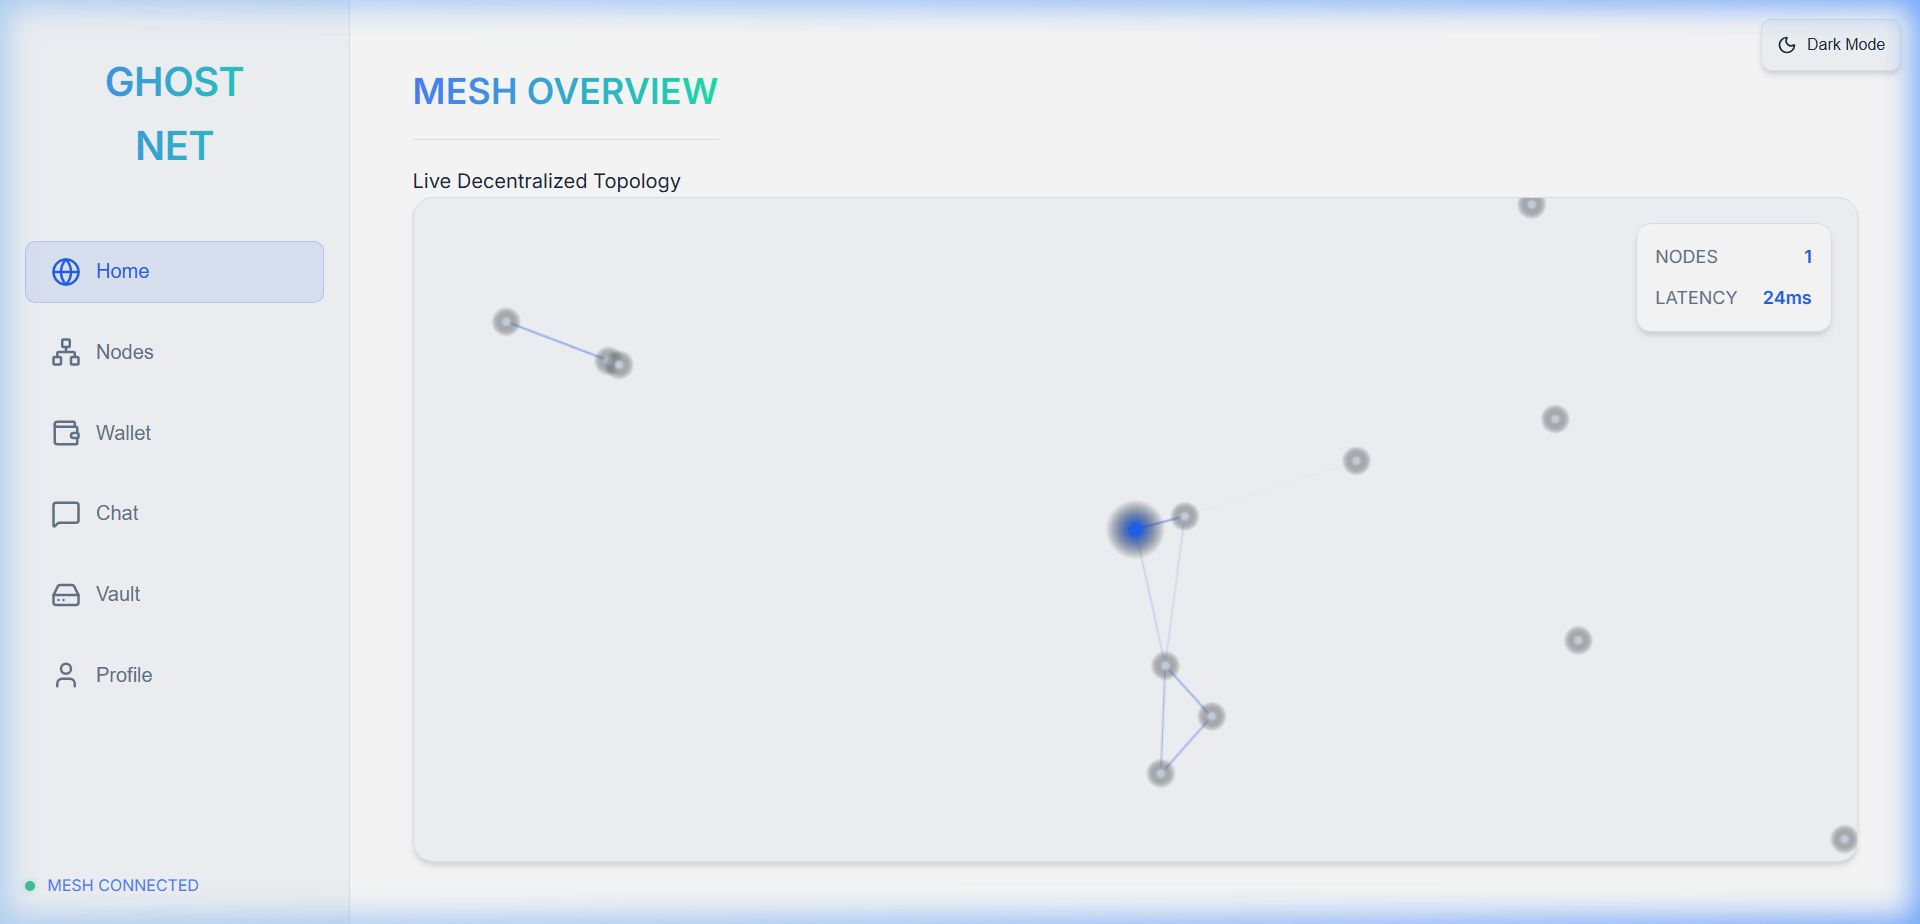 GHOST
NET
Home
Nodes
Wallet
Chat
Vault
Profile
MESH CONNECTED
Dark Mode
MESH OVERVIEW
Live Decentralized Topology
NODES 1
LATENCY 24ms